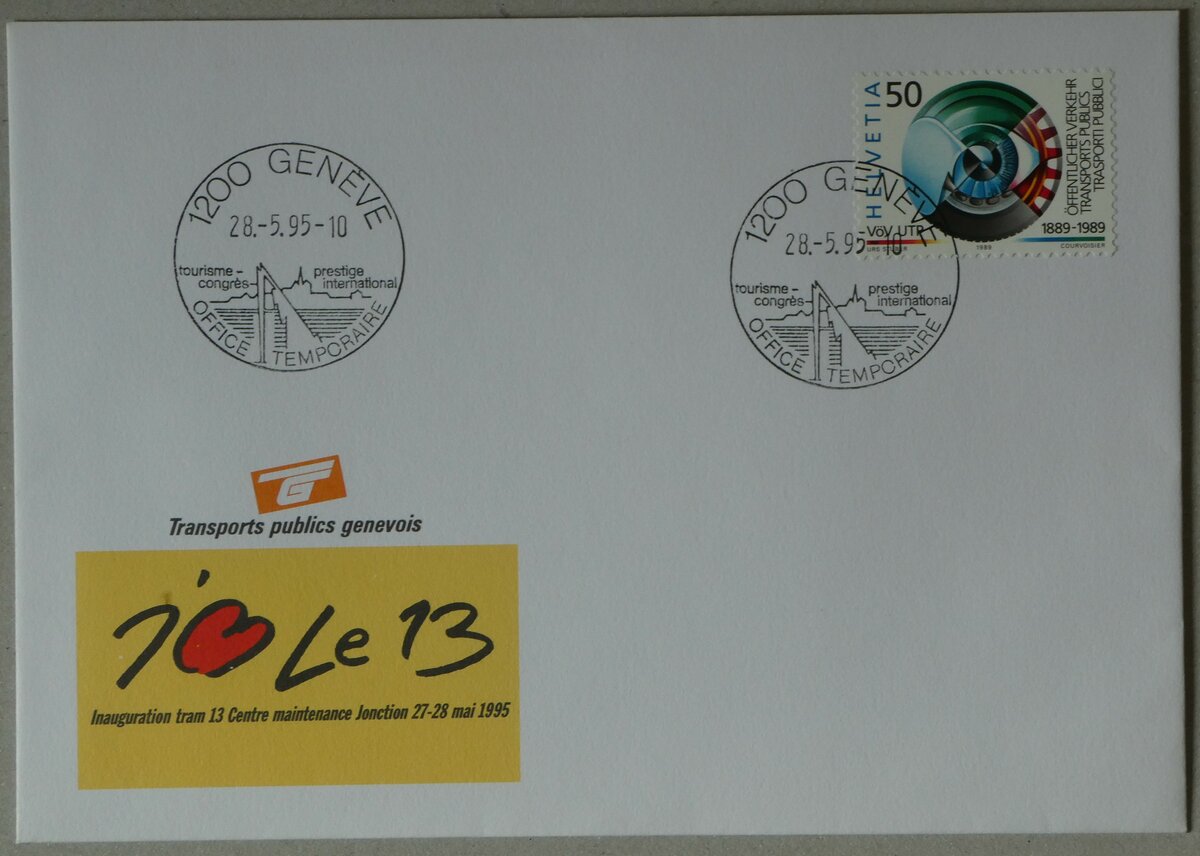 1200 GENÈVE
28.-5.95-10
tourisme-
congrès
prestige
international
OFFICE TEMPORAIRE
1200 GENÈVE
28.-5.95-10
tourisme-
congrès
prestige
international
OFFICE TEMPORAIRE
HELVETIA
50
ÖFFENTLICHER VERKEHR
TRANSPORTS PUBLICS
TRASPORTI PUBBLICI
VöV UTP
1889-1989
1989
COURVOISIER
TG
Transports publics genevois
j'❤ Le 13
Inauguration tram 13 Centre maintenance Jonction 27-28 mai 1995